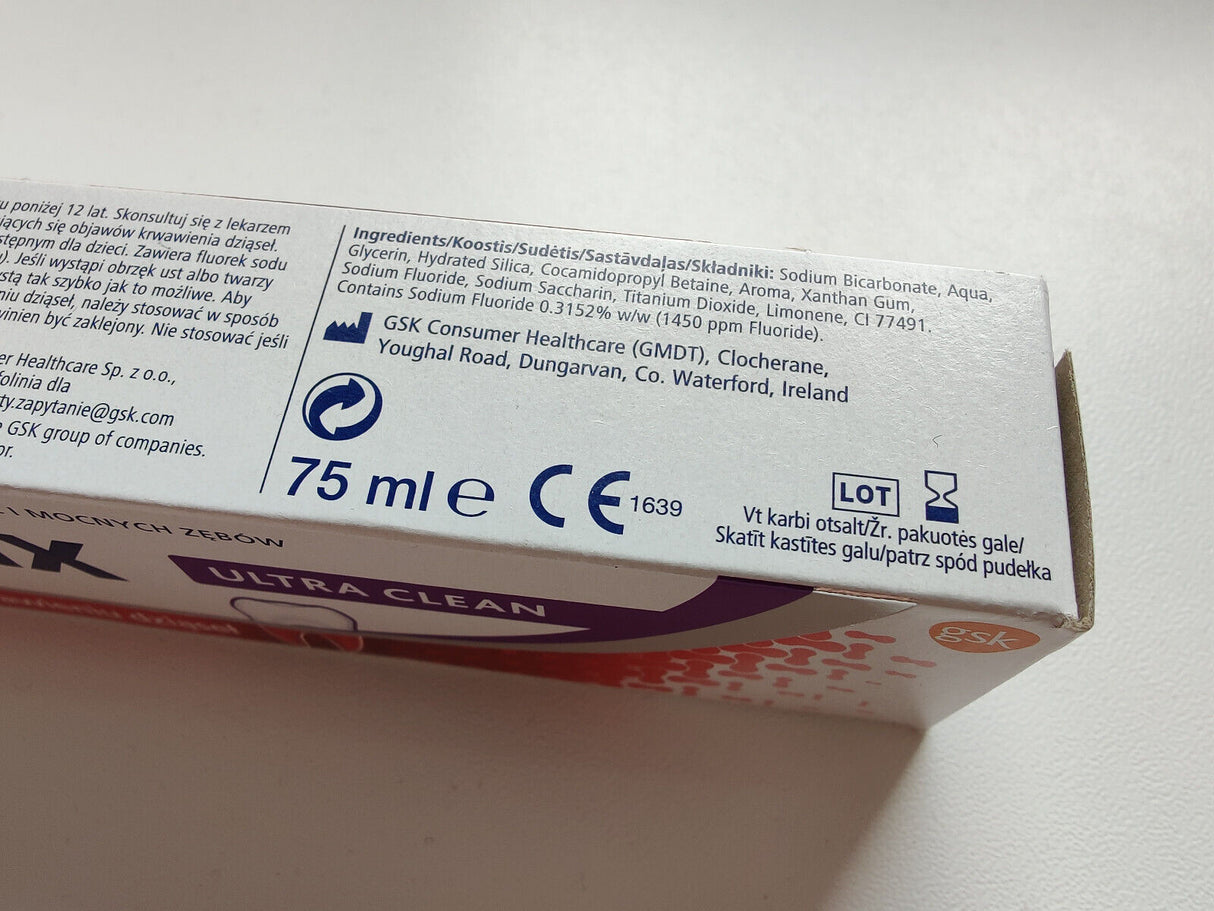 u poniżej 12 lat. Skonsultuj się z lekarzem
jących się objawów krwawienia dziąseł.
stępnym dla dzieci. Zawiera fluorek sodu
). Jeśli wystąpi obrzęk ust albo twarzy
stą tak szybko jak to możliwe. Aby
niu dziąseł, należy stosować w sposób
winien być zaklejony. Nie stosować jeśli
er Healthcare Sp. z o.o.,
folinia dla
ty.zapytanie@gsk.com
GSK group of companies.
or.
Ingredients/Koostis/Sudėtis/Sastāvdaļas/Składniki: Sodium Bicarbonate, Aqua,
Glycerin, Hydrated Silica, Cocamidopropyl Betaine, Aroma, Xanthan Gum,
Sodium Fluoride, Sodium Saccharin, Titanium Dioxide, Limonene, CI 77491.
Contains Sodium Fluoride 0.3152% w/w (1450 ppm Fluoride).
GSK Consumer Healthcare (GMDT), Clocherane,
Youghal Road, Dungarvan, Co. Waterford, Ireland
75 ml e CE 1639
LOT
Vt karbi otsalt/Žr. pakuotės gale/
Skatīt kastītes galu/patrz spód pudełka
I MOCNYCH ZĘBÓW
AX
ULTRA CLEAN
dziąseł
gsk